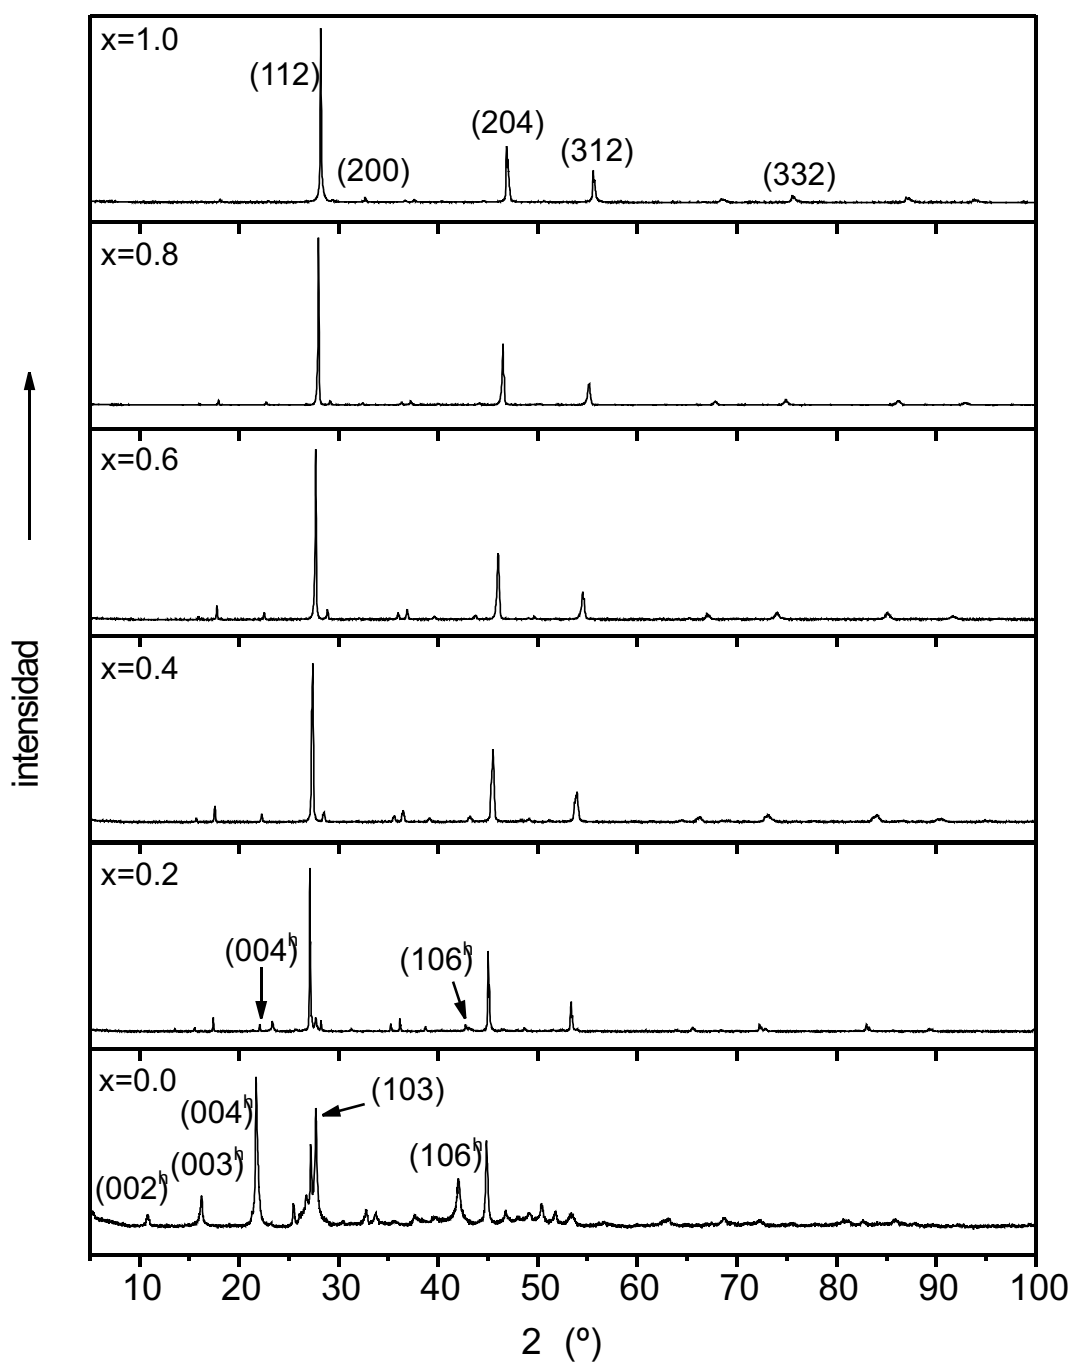 x=1.0
(112)
(200)
(204)
(312)
(332)
x=0.8
x=0.6
x=0.4
x=0.2
(004)h
(106)h
x=0.0
(002)h
(003)h
(004)h
(103)
(106)h
intensidad
10 20 30 40 50 60 70 80 90 100
2 (º)